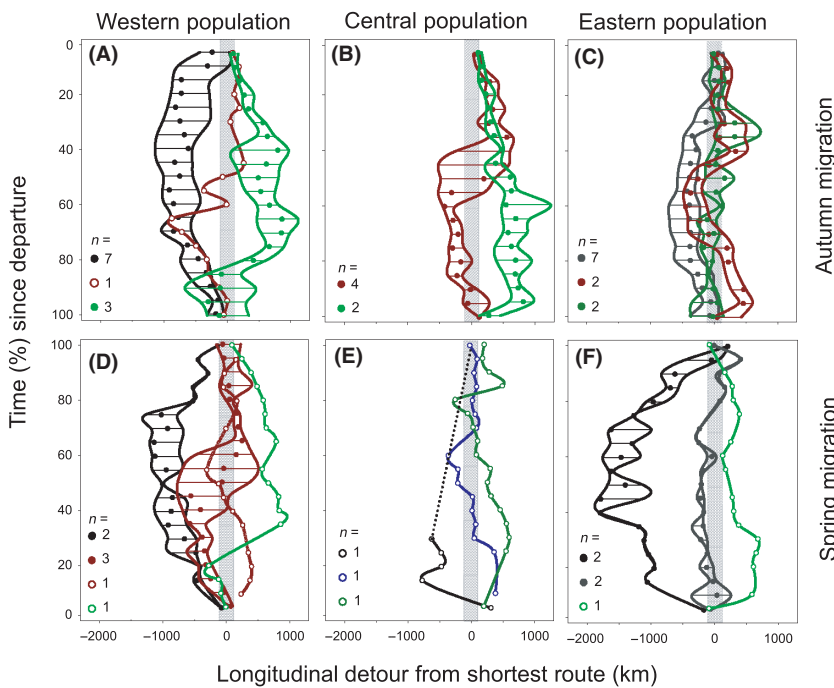 Western population
Central population
Eastern population
(A)
(B)
(C)
0
20
40
60
80
100
n =
7
1
3
n =
4
2
n =
7
2
2
Autumn migration
Time (%) since departure
(D)
(E)
(F)
100
80
60
40
20
0
n =
2
3
1
1
n =
1
1
1
n =
2
2
1
Spring migration
−2000 −1000 0 1000
−2000 −1000 0 1000
−2000 −1000 0 1000
Longitudinal detour from shortest route (km)